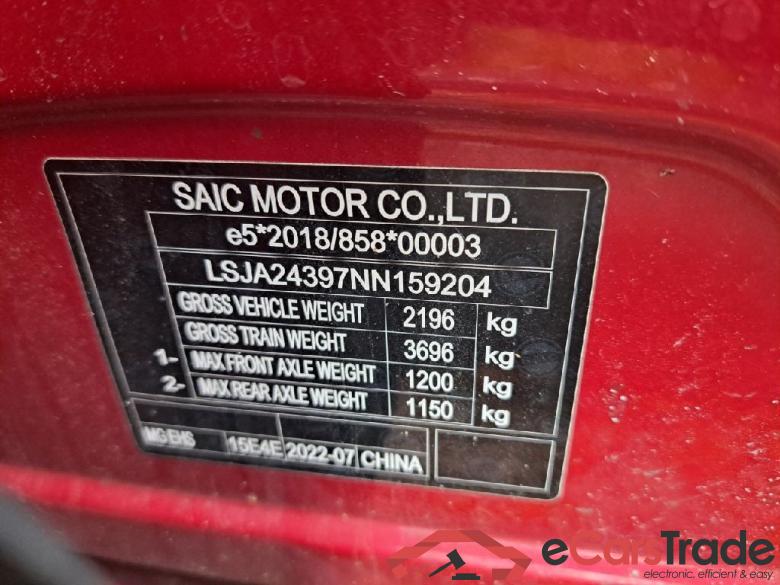 SAIC MOTOR CO.,LTD.
e5*2018/858*00003
LSJA24397NN159204
GROSS VEHICLE WEIGHT 2196 kg
GROSS TRAIN WEIGHT 3696 kg
1- MAX FRONT AXLE WEIGHT 1200 kg
2- MAX REAR AXLE WEIGHT 1150 kg
MG EHS 15E4E 2022-07 CHINA
eCarsTrade
electronic, efficient & easy